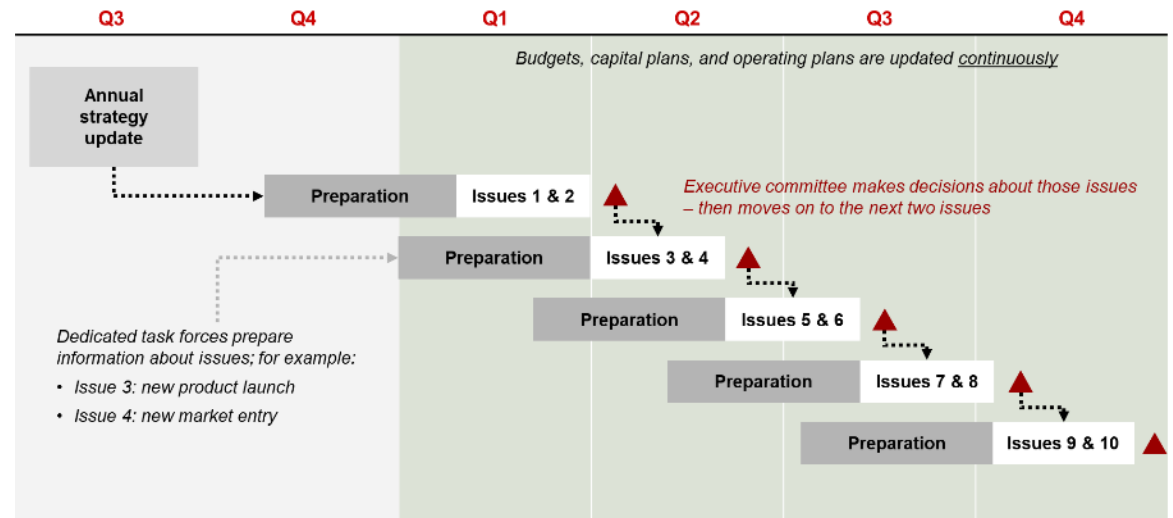 Q3 Q4 Q1 Q2 Q3 Q4
Budgets, capital plans, and operating plans are updated continuously
Annual
strategy
update
Preparation
Issues 1 & 2
Executive committee makes decisions about those issues
– then moves on to the next two issues
Preparation
Issues 3 & 4
Preparation
Issues 5 & 6
Dedicated task forces prepare
information about issues; for example:
• Issue 3: new product launch
• Issue 4: new market entry
Preparation
Issues 7 & 8
Preparation
Issues 9 & 10